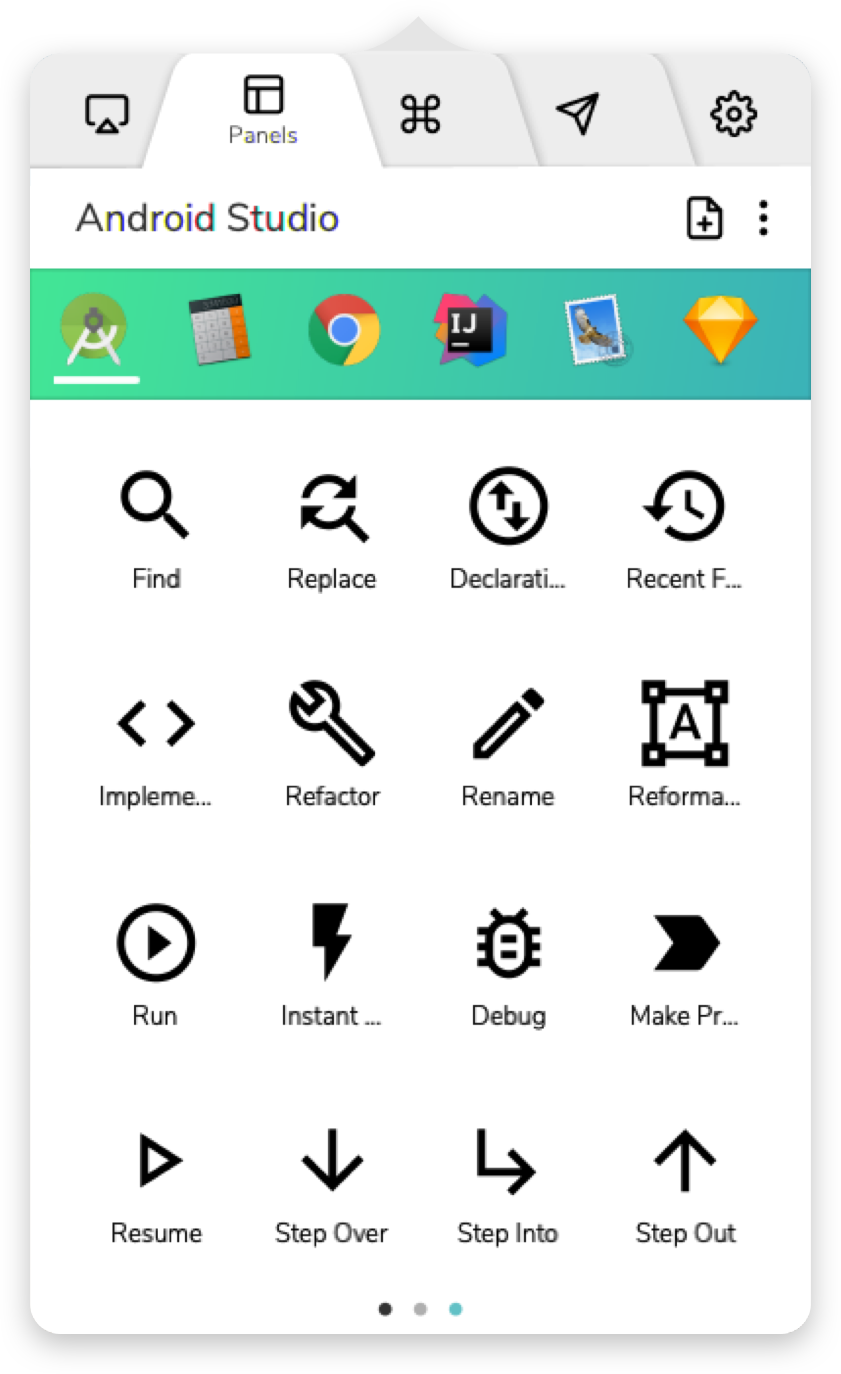 Panels
Android Studio
IJ
Find
Replace
Declarati...
Recent F...
Impleme...
Refactor
Rename
A
Reforma...
Run
Instant ...
Debug
Make Pr...
Resume
Step Over
Step Into
Step Out